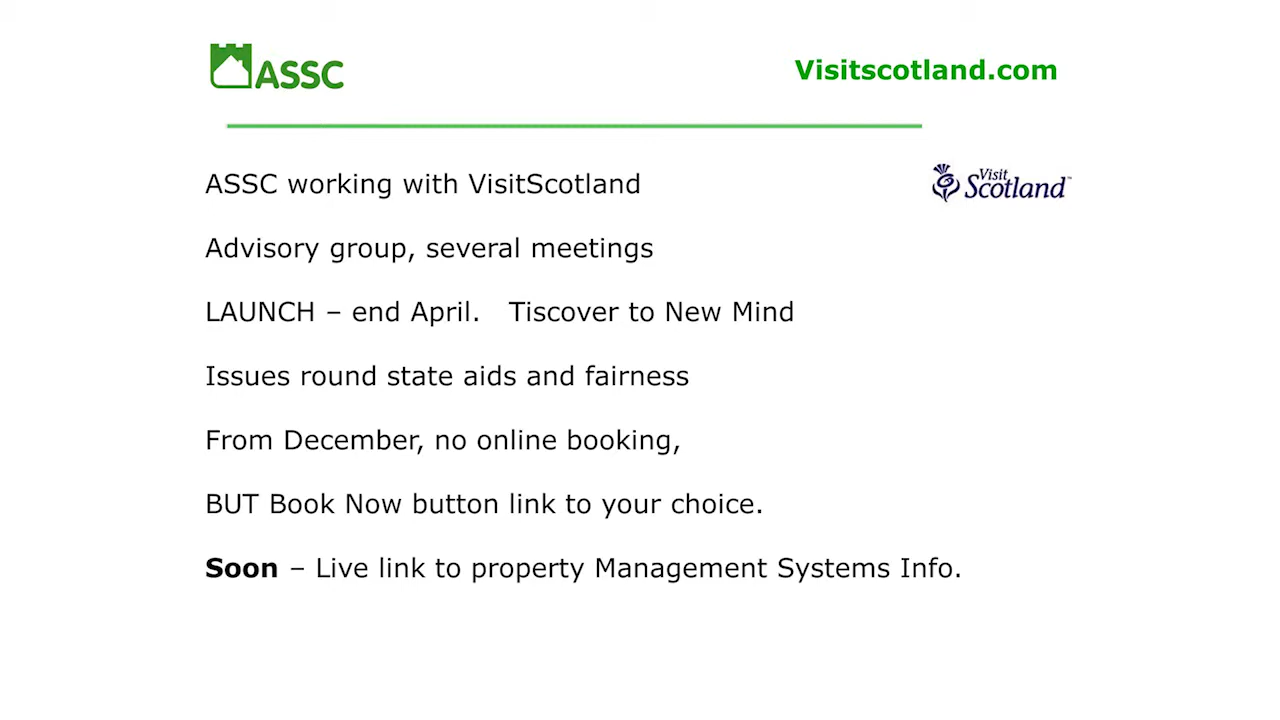 ASSC
Visitscotland.com
ASSC working with VisitScotland
Visit
Scotland™
Advisory group, several meetings
LAUNCH – end April.   Tiscover to New Mind
Issues round state aids and fairness
From December, no online booking,
BUT Book Now button link to your choice.
Soon – Live link to property Management Systems Info.